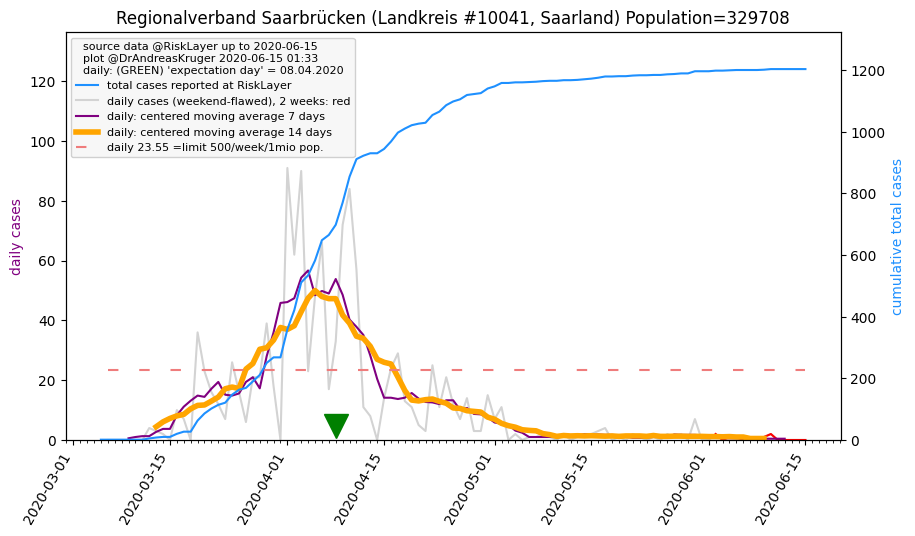 Regionalverband Saarbrücken (Landkreis #10041, Saarland) Population=329708
source data @RiskLayer up to 2020-06-15
plot @DrAndreasKruger 2020-06-15 01:33
daily: (GREEN) 'expectation day' = 08.04.2020
total cases reported at RiskLayer
daily cases (weekend-flawed), 2 weeks: red
daily: centered moving average 7 days
daily: centered moving average 14 days
daily 23.55 =limit 500/week/1mio pop.
daily cases
120
100
80
60
40
20
0
cumulative total cases
1200
1000
800
600
400
200
0
2020-03-01
2020-03-15
2020-04-01
2020-04-15
2020-05-01
2020-05-15
2020-06-01
2020-06-15